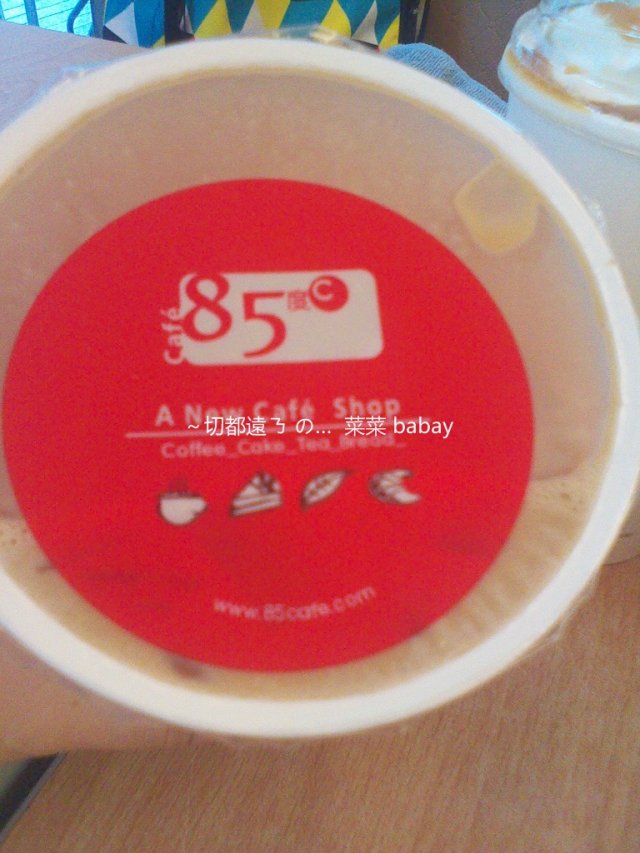 Café
85度C
A New Café Shop
~切都遠ㄋの... 菜菜 babay
Coffee_Cake_Tea_Bread_
www.85cafe.com